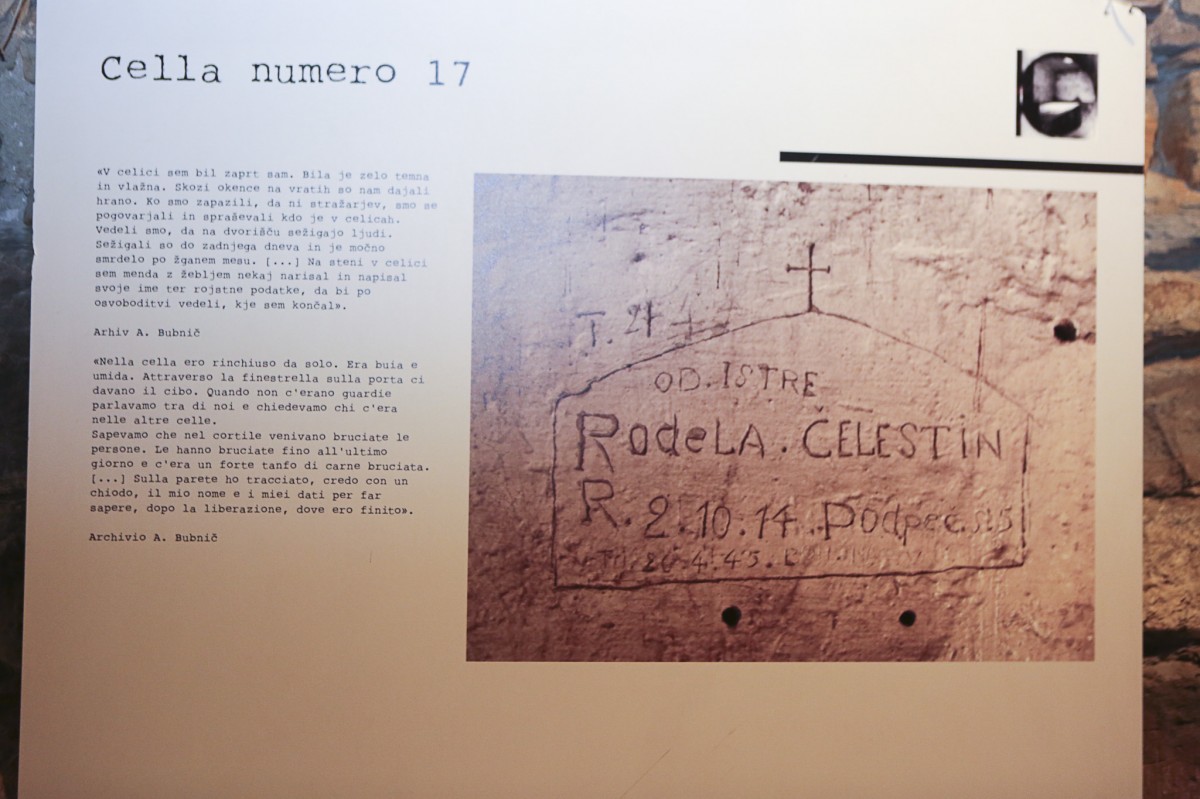 Cella numero 17
«V celici sem bil zaprt sam. Bila je zelo temna
in vlažna. Skozi okence na vratih so nam dajali
hrano. Ko smo zapazili, da ni stražarjev, smo se
pogovarjali in spraševali kdo je v celicah.
Vedeli smo, da na dvorišču sežigajo ljudi.
Sežigali so do zadnjega dneva in je močno
smrdelo po žganem mesu. [...] Na steni v celici
sem menda z žebljem nekaj narisal in napisal
svoje ime ter rojstne podatke, da bi po
osvoboditvi vedeli, kje sem končal».
Arhiv A. Bubnič
«Nella cella ero rinchiuso da solo. Era buia e
umida. Attraverso la finestrella sulla porta ci
davano il cibo. Quando non c'erano guardie
parlavamo tra di noi e chiedevamo chi c'era
nelle altre celle.
Sapevamo che nel cortile venivano bruciate le
persone. Le hanno bruciate fino all'ultimo
giorno e c'era un forte tanfo di carne bruciata.
[...] Sulla parete ho tracciato, credo con un
chiodo, il mio nome e i miei dati per far
sapere, dopo la liberazione, dove ero finito».
Archivio A. Bubnič
OD. ISTRE
RodeLA. ČELESTiN
R. 2.10.14. Podpeč.
26.4.45.